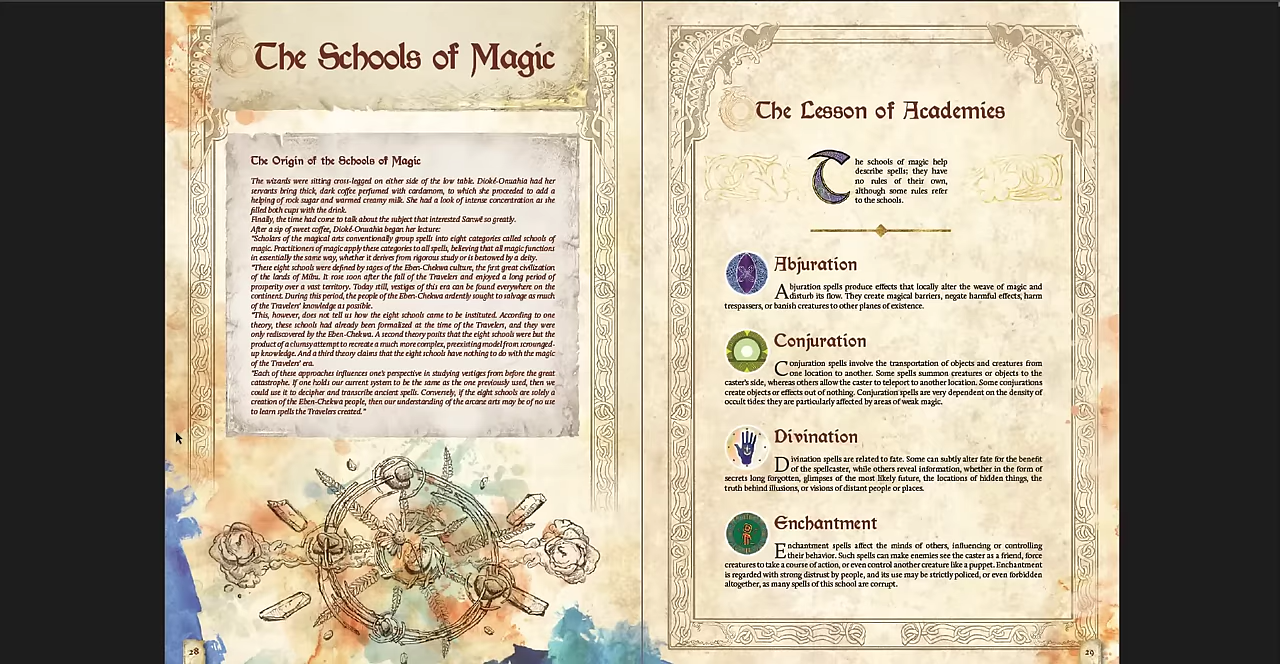 The Schools of Magic
The Origin of the Schools of Magic
The wizards were sitting cross-legged on either side of the low table. Dioké-Onuahia had her
servants bring thick, dark coffee perfumed with cardamom, to which she proceeded to add a
helping of rock sugar and warmed creamy milk. She had a look of intense concentration as she
filled both cups with the drink.
Finally, the time had come to talk about the subject that interested Sanwé so greatly.
After a sip of sweet coffee, Dioké-Onuahia began her lecture:
"Scholars of the magical arts conventionally group spells into eight categories called schools of
magic. Practitioners of magic apply these categories to all spells, believing that all magic functions
in essentially the same way, whether it derives from rigorous study or is bestowed by a deity.
"There eight schools were defined by sages of the Eben-Chekwa culture, the first great civilization
of the lands of Mibu. It rose soon after the fall of the Travelers and enjoyed a long period of
prosperity over a vast territory. Today still, vestiges of this era can be found everywhere on the
continent. During this period, the people of the Eben-Chekwa ardently sought to salvage as much
of the Travelers' knowledge as possible.
"This, however, does not tell us how the eight schools came to be instituted. According to one
theory, these schools had already been formalized at the time of the Travelers, and they were
only rediscovered by the Eben-Chekwa. A second theory posits that the eight schools were but the
product of a clumsy attempt to recreate a much more complex, preexisting model from scrounged-
up knowledge. And a third theory claims that the eight schools have nothing to do with the magic
of the Travelers' era.
"Each of these approaches influences one's perspective in studying vestiges from before the great
catastrophe. If one holds our current system to be the same as the one previously used, then we
could use it to decipher and transcribe ancient spells. Conversely, if the eight schools are solely a
creation of the Eben-Chekwa people, then our understanding of the arcane arts may be of no use
to learn spells the Travelers created."
28
The Lesson of Academies
The schools of magic help
describe spells; they have
no rules of their own,
although some rules refer
to the schools.
Abjuration
Abjuration spells produce effects that locally alter the weave of magic and
disturb its flow. They create magical barriers, negate harmful effects, harm
trespassers, or banish creatures to other planes of existence.
Conjuration
Conjuration spells involve the transportation of objects and creatures from
one location to another. Some spells summon creatures or objects to the
caster's side, whereas others allow the caster to teleport to another location. Some conjurations
create objects or effects out of nothing. Conjuration spells are very dependent on the density of
occult tides: they are particularly affected by areas of weak magic.
Divination
Divination spells are related to fate. Some can subtly alter fate for the benefit
of the spellcaster, while others reveal information, whether in the form of
secrets long forgotten, glimpses of the most likely future, the locations of hidden things, the
truth behind illusions, or visions of distant people or places.
Enchantment
Enchantment spells affect the minds of others, influencing or controlling
their behavior. Such spells can make enemies see the caster as a friend, force
creatures to take a course of action, or even control another creature like a puppet. Enchantment
is regarded with strong distrust by people, and its use may be strictly policed, or even forbidden
altogether, as many spells of this school are corrupt.
29